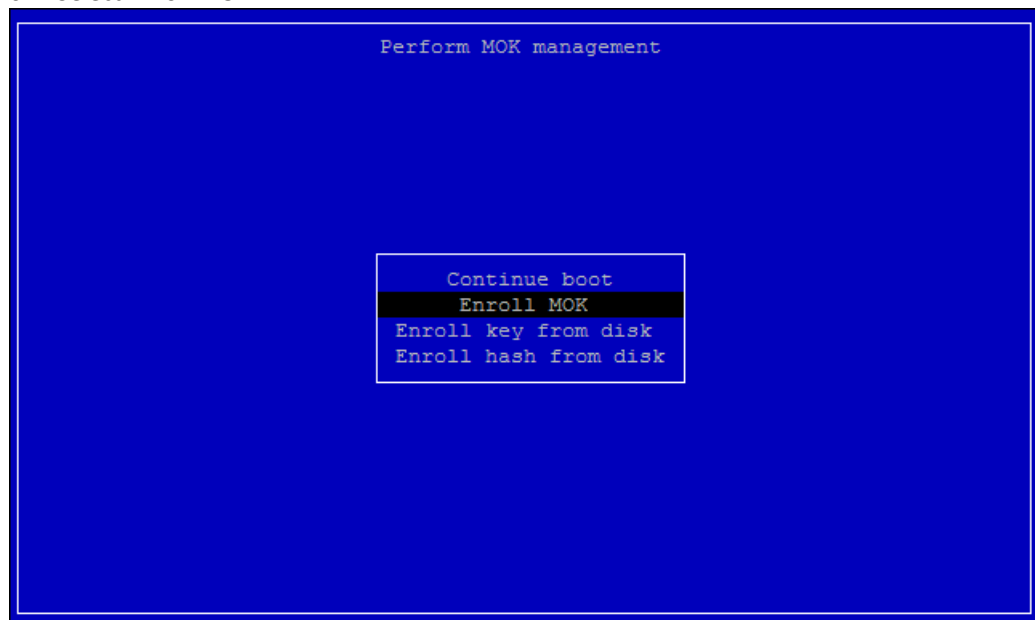 Perform MOK management
Continue boot
Enroll MOK
Enroll key from disk
Enroll hash from disk